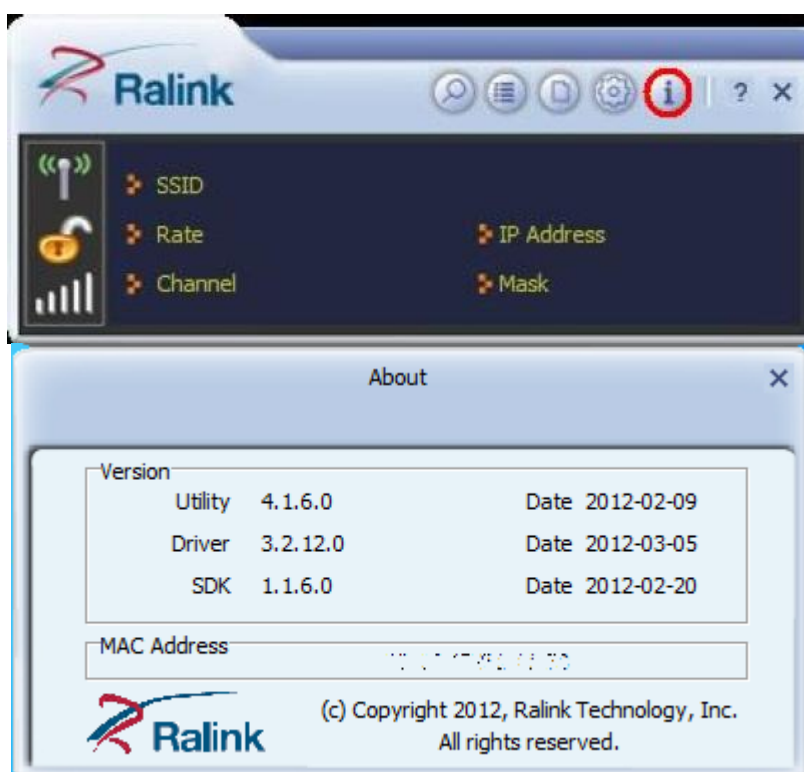 Ralink
i ? ×
SSID
Rate IP Address
Channel Mask
About ×
Version
Utility 4.1.6.0 Date 2012-02-09
Driver 3.2.12.0 Date 2012-03-05
SDK 1.1.6.0 Date 2012-02-20
MAC Address
Ralink
(c) Copyright 2012, Ralink Technology, Inc.
All rights reserved.